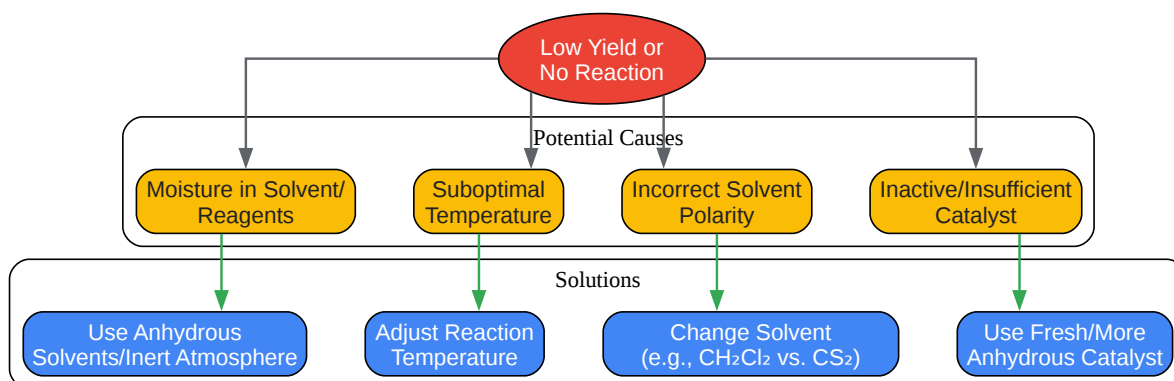 Low Yield or
No Reaction
Potential Causes
Moisture in Solvent/
Reagents
Suboptimal
Temperature
Incorrect Solvent
Polarity
Inactive/Insufficient
Catalyst
Solutions
Use Anhydrous
Solvents/Inert Atmosphere
Adjust Reaction
Temperature
Change Solvent
(e.g., CH₂Cl₂ vs. CS₂)
Use Fresh/More
Anhydrous Catalyst